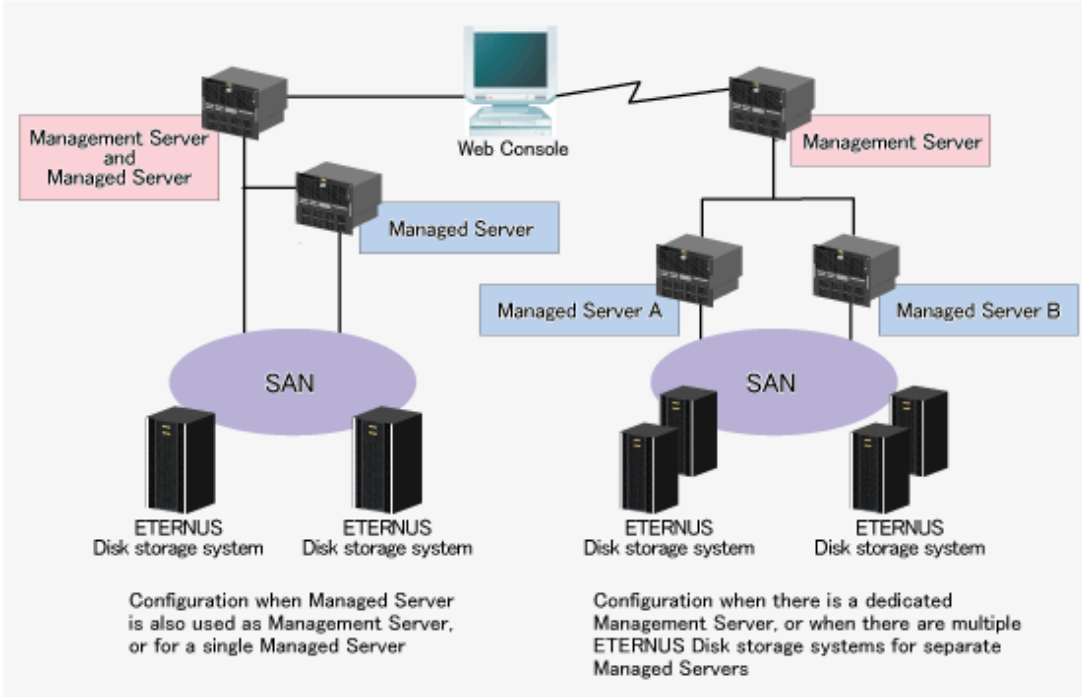 Web Console
Management Server
and
Managed Server
Managed Server
Management Server
Managed Server A
Managed Server B
SAN
SAN
ETERNUS
Disk storage system
ETERNUS
Disk storage system
ETERNUS
Disk storage system
ETERNUS
Disk storage system
Configuration when Managed Server
is also used as Management Server,
or for a single Managed Server
Configuration when there is a dedicated
Management Server, or when there are multiple
ETERNUS Disk storage systems for separate
Managed Servers